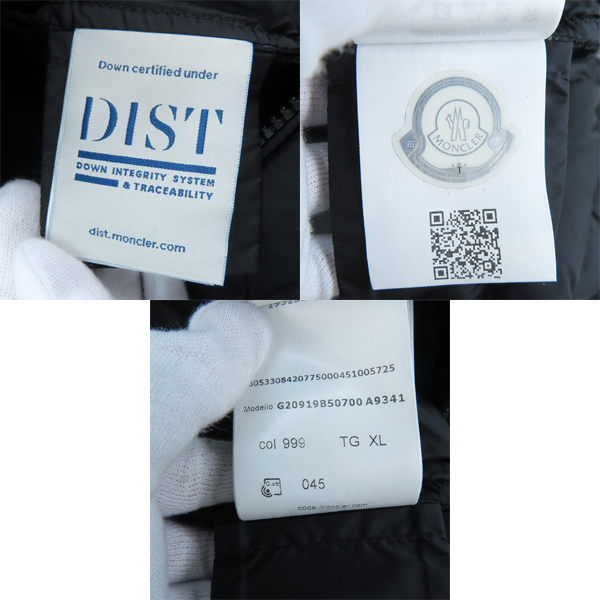 Down certified under
DIST
DOWN INTEGRITY SYSTEM
& TRACEABILITY
dist.moncler.com
MONCLER
1
8053308420775000451005725
Modello G20919B50700 A9341
col 999 TG XL
045
code.moncler.com